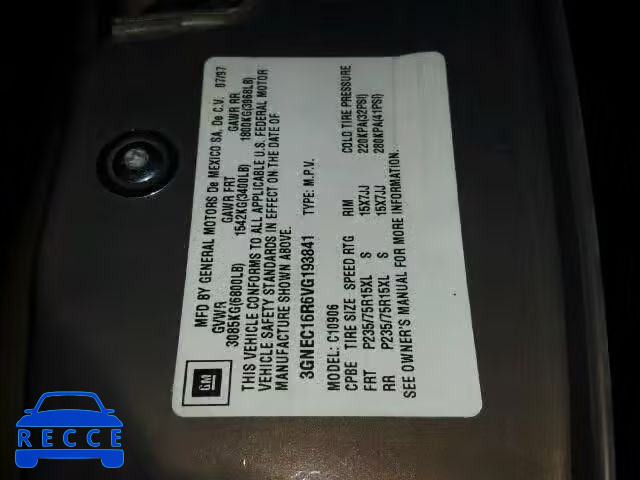 MFD BY GENERAL MOTORS De MEXICO SA. De C.V. 07/97
GVWR GAWR FRT GAWR RR
3085KG(6800LB) 1542KG(3400LB) 1800KG(3968LB)
THIS VEHICLE CONFORMS TO ALL APPLICABLE U.S. FEDERAL MOTOR
VEHICLE SAFETY STANDARDS IN EFFECT ON THE DATE OF
MANUFACTURE SHOWN ABOVE.
3GNEC16R6VG193841 TYPE: M.P.V.
MODEL: C10906
CPBE TIRE SIZE SPEED RTG RIM COLD TIRE PRESSURE
FRT P235/75R15XL S 15X7JJ 220KPA(32PSI)
RR P235/75R15XL S 15X7JJ 280KPA(41PSI)
SEE OWNER'S MANUAL FOR MORE INFORMATION.
GM
RECCE